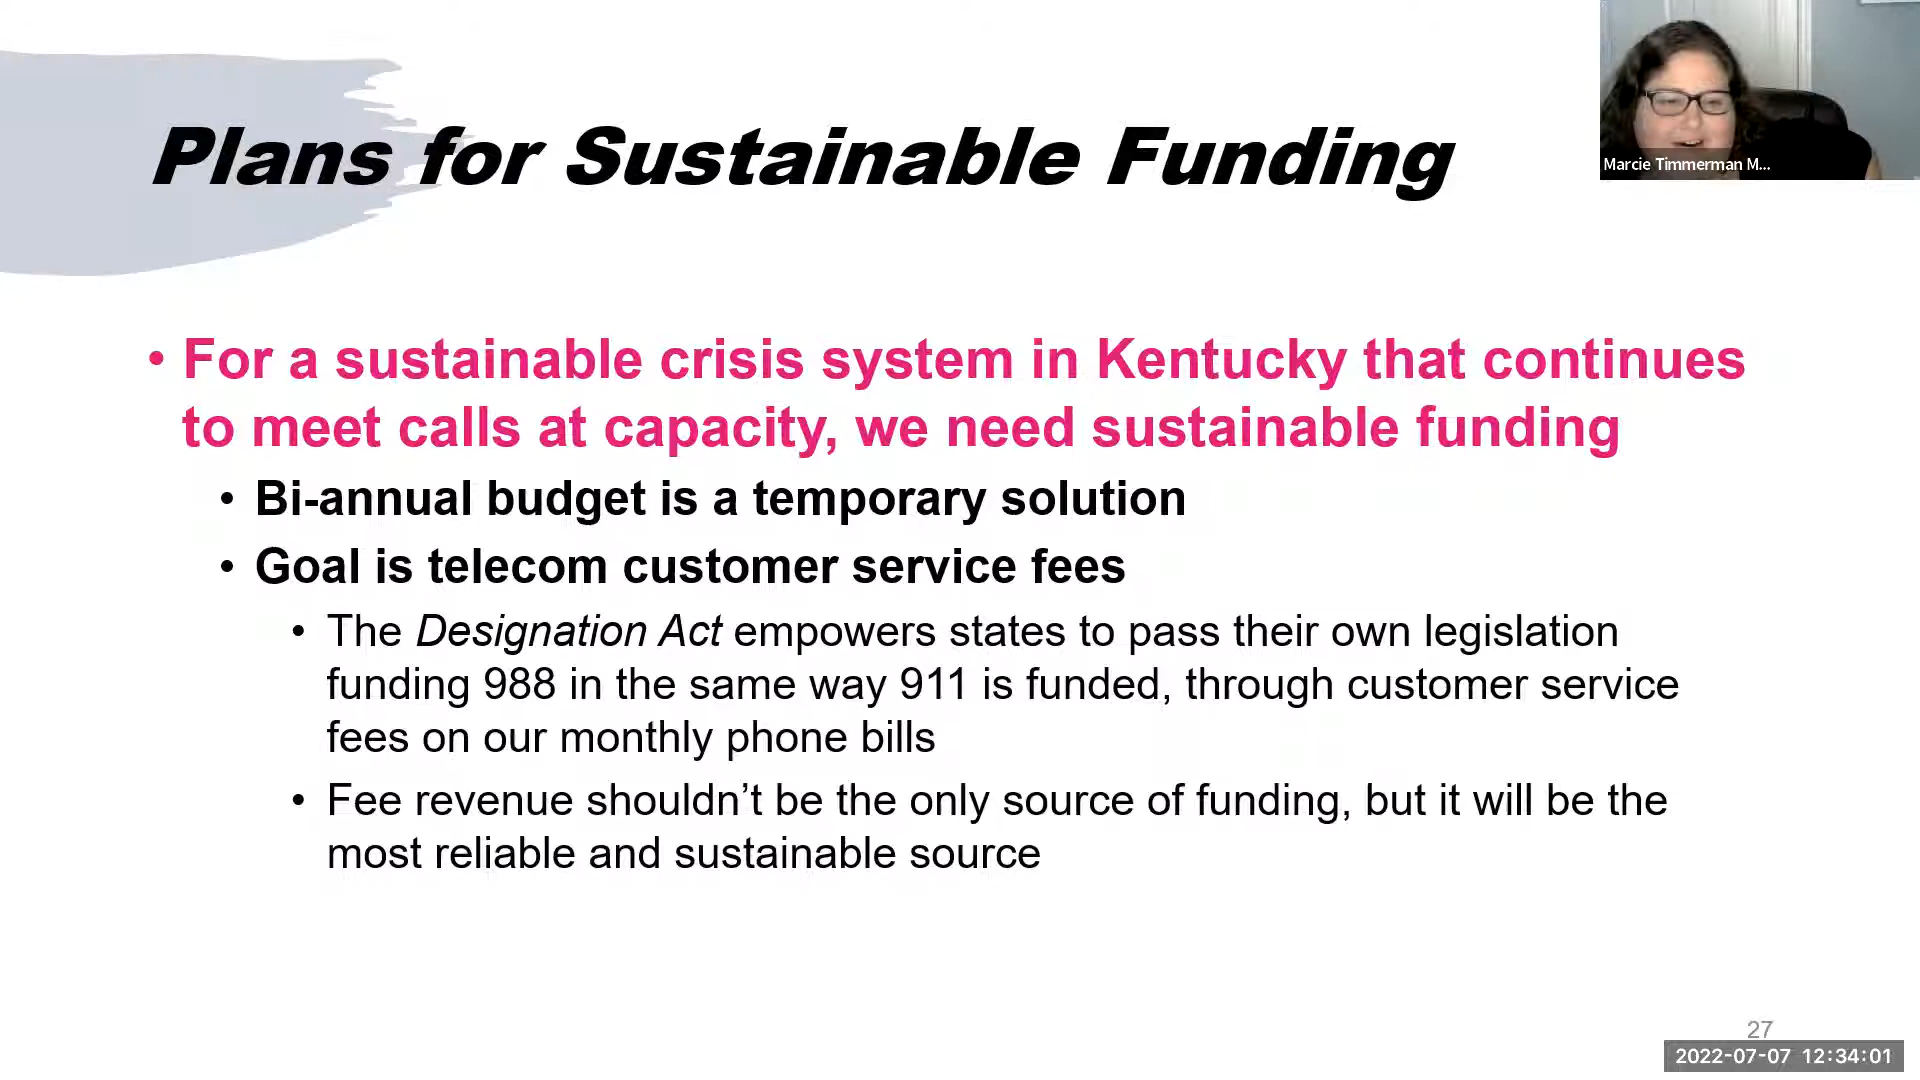 Plans for Sustainable Funding
Marcie Timmerman M...
• For a sustainable crisis system in Kentucky that continues
to meet calls at capacity, we need sustainable funding
• Bi-annual budget is a temporary solution
• Goal is telecom customer service fees
• The Designation Act empowers states to pass their own legislation
funding 988 in the same way 911 is funded, through customer service
fees on our monthly phone bills
• Fee revenue shouldn’t be the only source of funding, but it will be the
most reliable and sustainable source
27
2022-07-07 12:34:01